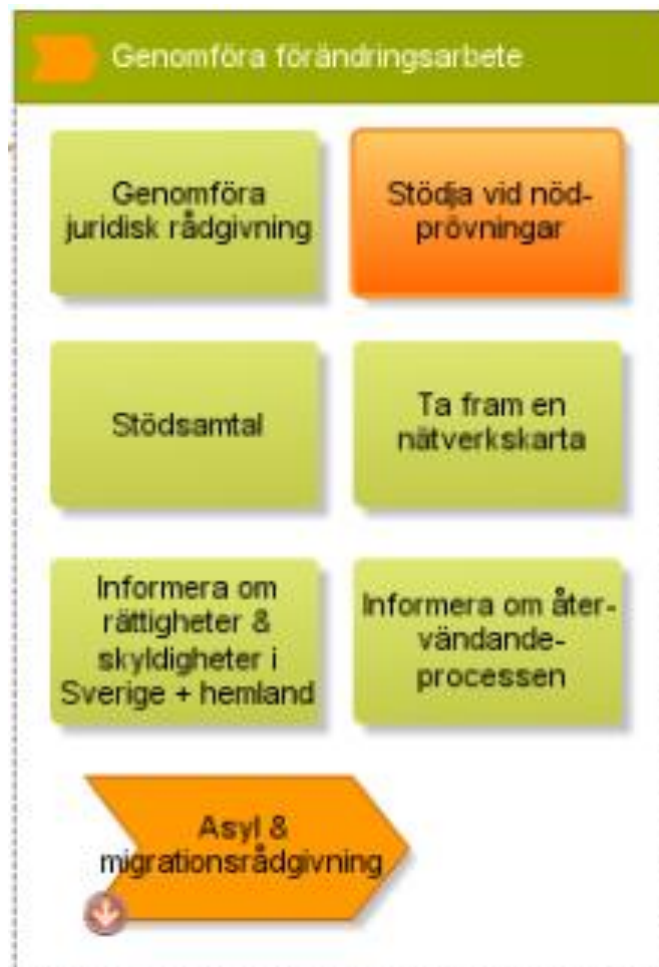 Genomföra förändringsarbete
Genomföra
juridisk rådgivning
Stödja vid nöd-
prövningar
Stödsamtal
Ta fram en
nätverkskarta
Informera om
rättigheter &
skyldigheter i
Sverige + hemland
Informera om åter-
vändande-
processen
Asyl &
migrationsrådgivning